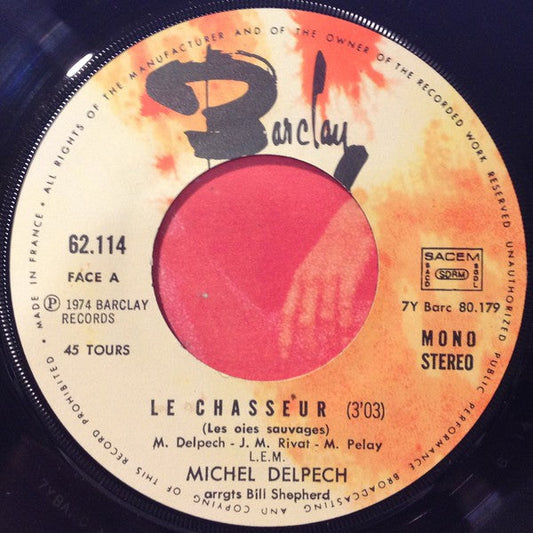 • ALL RIGHTS OF THE MANUFACTURER AND OF THE OWNER OF THE RECORDED WORK RESERVED • UNAUTHORIZED PUBLIC PERFORMANCE BROADCASTING AND COPYING OF THIS RECORD PROHIBITED • MADE IN FRANCE
Barclay
62.114
FACE A
Ⓟ 1974 BARCLAY
RECORDS
45 TOURS
SACEM
SACD SDRM SGDL
7Y Barc 80.179
MONO
STEREO
LE CHASSEUR (3'03)
(Les oies sauvages)
M. Delpech - J. M. Rivat - M. Pelay
L.E.M.
MICHEL DELPECH
arrgts Bill Shepherd